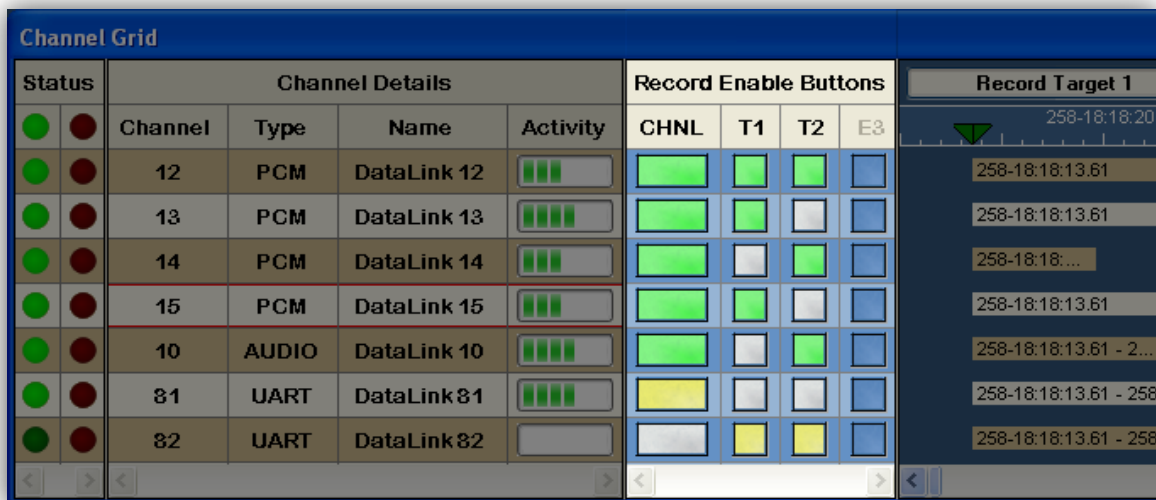 Channel Grid
Status Channel Details Record Enable Buttons Record Target 1
Channel Type Name Activity CHNL T1 T2 E3 258-18:18:20
12 PCM DataLink 12 258-18:18:13.61
13 PCM DataLink 13 258-18:18:13.61
14 PCM DataLink 14 258-18:18:...
15 PCM DataLink 15 258-18:18:13.61
10 AUDIO DataLink 10 258-18:18:13.61 - 2...
81 UART DataLink 81 258-18:18:13.61 - 258
82 UART DataLink 82 258-18:18:13.61 - 258